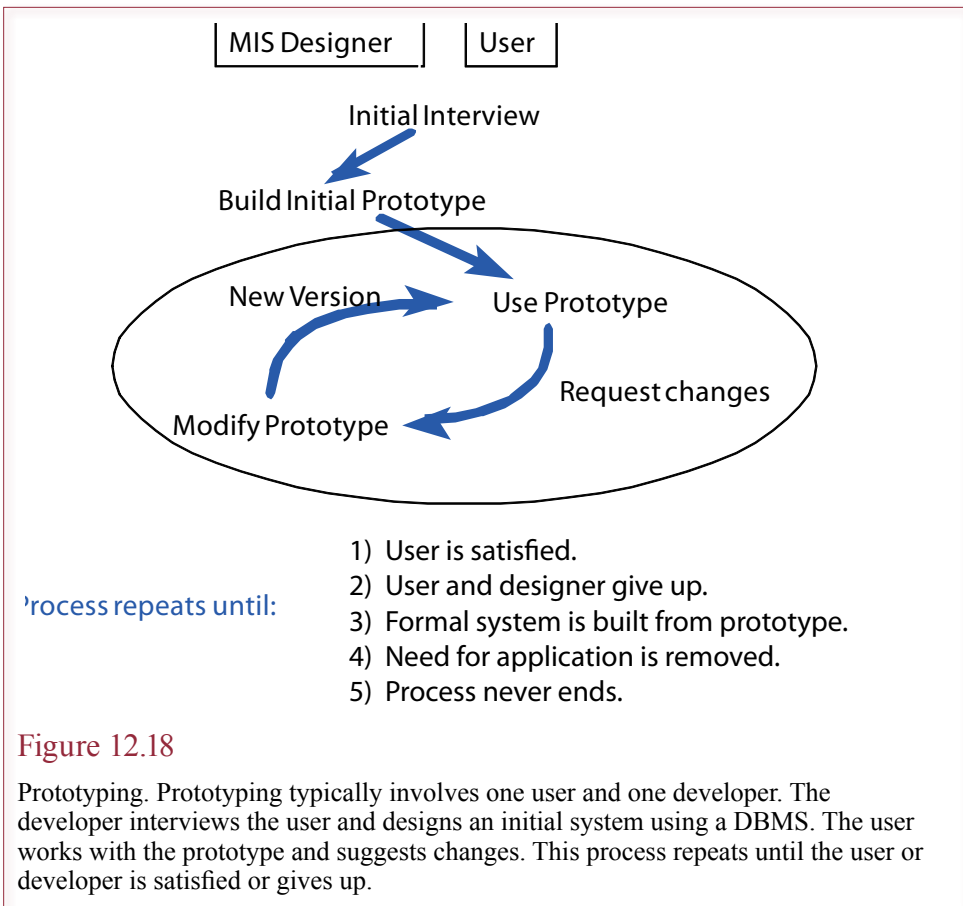 MIS Designer User
Initial Interview
Build Initial Prototype
New Version
Use Prototype
Request changes
Modify Prototype
1) User is satisfied.
2) User and designer give up.
rocess repeats until:
3) Formal system is built from prototype.
4) Need for application is removed.
5) Process never ends.
Figure 12.18
Prototyping. Prototyping typically involves one user and one developer. The
developer interviews the user and designs an initial system using a DBMS. The user
works with the prototype and suggests changes. This process repeats until the user or
developer is satisfied or gives up.